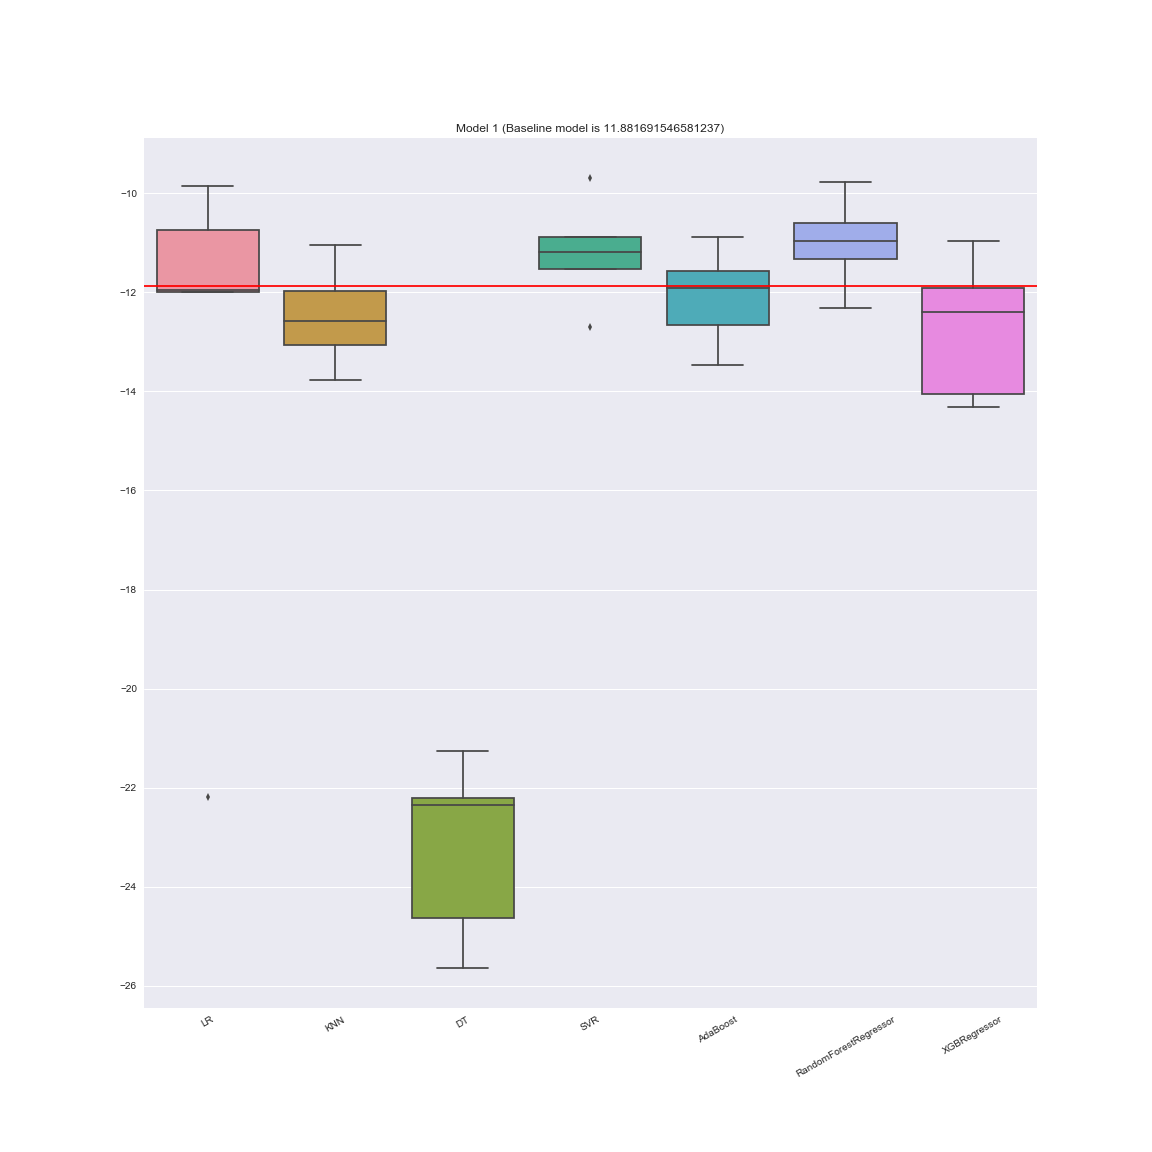 Model 1 (Baseline model is 11.881691546581237)
−10
−12
−14
−16
−18
−20
−22
−24
−26
LR
KNN
DT
SVR
AdaBoost
RandomForestRegressor
XGBRegressor